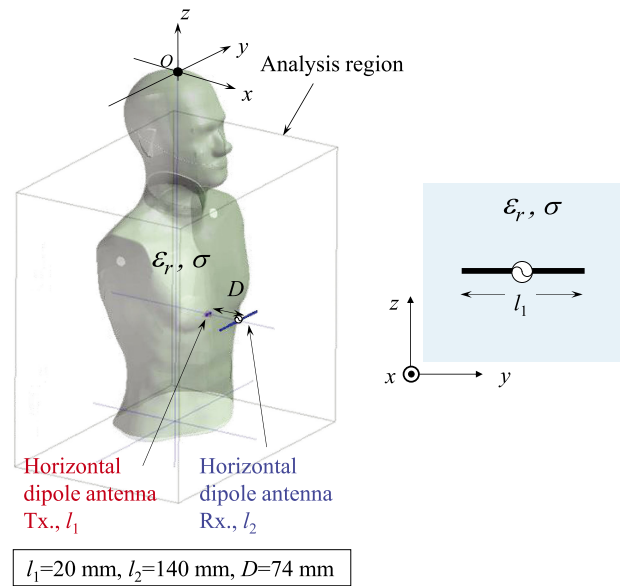 z
y
O
x
Analysis region
εr, σ
D
Horizontal
dipole antenna
Tx., l1
Horizontal
dipole antenna
Rx., l2
l1=20 mm, l2=140 mm, D=74 mm
εr, σ
l1
z
x
y